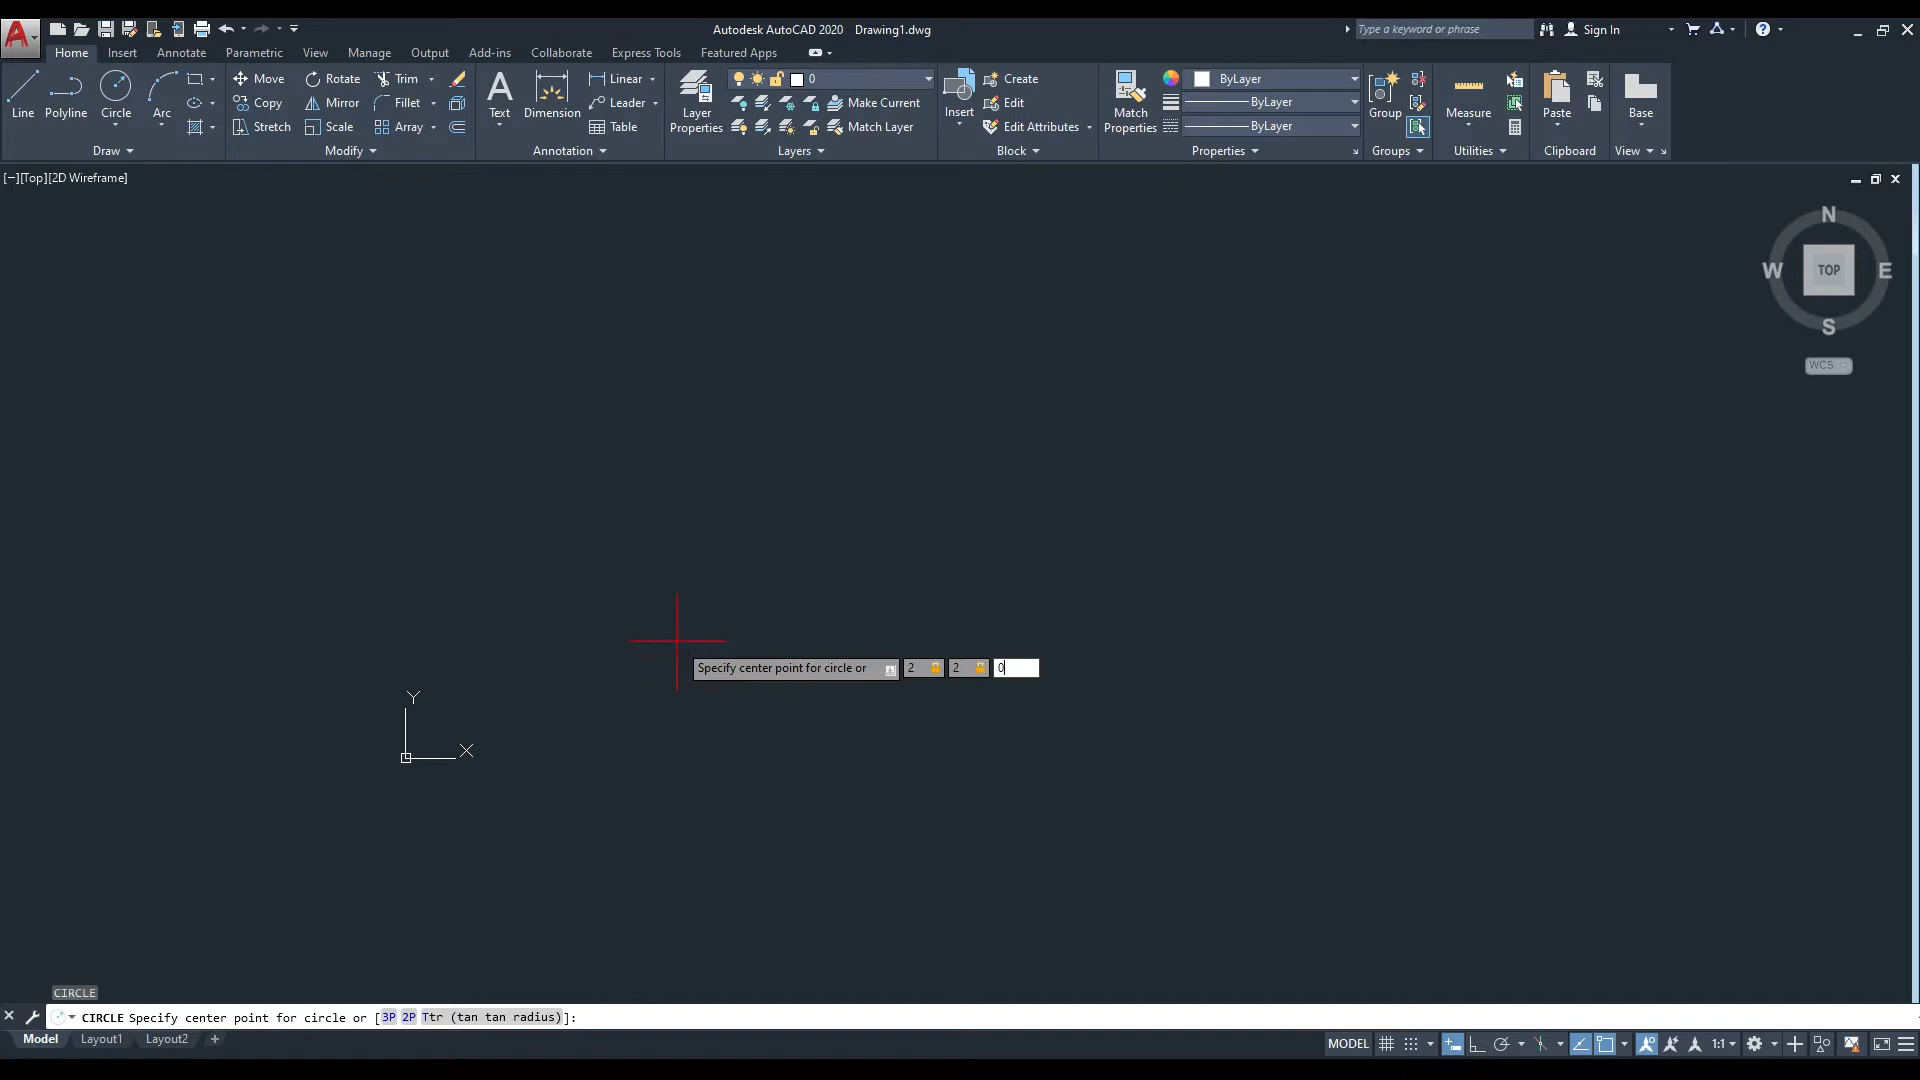 Autodesk AutoCAD 2020 Drawing1.dwg
Type a keyword or phrase
Sign In
Home Insert Annotate Parametric View Manage Output Add-ins Collaborate Express Tools Featured Apps
Line Polyline Circle Arc
Move Rotate Trim
Copy Mirror Fillet
Stretch Scale Array
Text Dimension
Linear
Leader
Table
Layer Properties
0
Make Current
Match Layer
Insert
Create
Edit
Edit Attributes
Match Properties
ByLayer
ByLayer
ByLayer
Group
Measure
Paste
Base
Draw Modify Annotation Layers Block Properties Groups Utilities Clipboard View
[−][Top][2D Wireframe]
N
W TOP E
S
WCS
Specify center point for circle or 2 2 0
Y
X
CIRCLE
CIRCLE Specify center point for circle or [3P 2P Ttr (tan tan radius)]:
Model Layout1 Layout2 +
MODEL 1:1